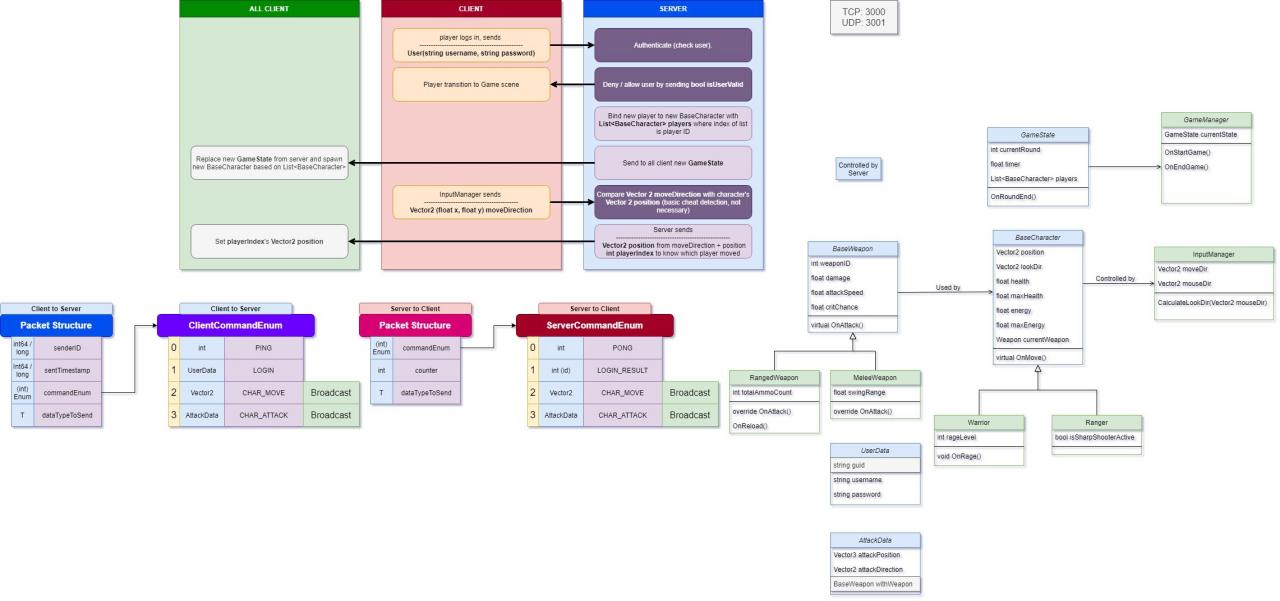 ALL CLIENT
CLIENT
SERVER
player logs in, sends
User(string username, string password)
Authenticate (check user).
Player transition to Game scene
Deny / allow user by sending bool isUserValid
Bind new player to new BaseCharacter with
List<BaseCharacter> players where index of list
is player ID
Replace new GameState from server and spawn
new BaseCharacter based on List<BaseCharacter>
Send to all client new GameState
InputManager sends
Vector2 (float x, float y) moveDirection
Compare Vector 2 moveDirection with character's
Vector 2 position (basic cheat detection, not
necessary)
Set playerIndex's Vector2 position
Server sends
Vector2 position from moveDirection + position
int playerIndex to know which player moved
TCP: 3000
UDP: 3001
Controlled by
Server
GameState
int currentRound
float timer
List<BaseCharacter> players
OnRoundEnd()
GameManager
GameState currentState
OnStartGame()
OnEndGame()
BaseWeapon
int weaponID
float damage
float attackSpeed
float critChance
virtual OnAttack()
Used by
BaseCharacter
Vector2 position
Vector2 lookDir
float health
float maxHealth
float energy
float maxEnergy
Weapon currentWeapon
virtual OnMove()
Controlled by
InputManager
Vector2 moveDir
Vector2 mouseDir
CalculateLookDir(Vector2 mouseDir)
Client to Server
Packet Structure
int64 /
long
senderID
Int64 /
long
sentTimestamp
(int)
Enum
commandEnum
T
dataTypeToSend
Client to Server
ClientCommandEnum
0
int
PING
1
UserData
LOGIN
2
Vector2
CHAR_MOVE
Broadcast
3
AttackData
CHAR_ATTACK
Broadcast
Server to Client
Packet Structure
(int)
Enum
commandEnum
int
counter
T
dataTypeToSend
Server to Client
ServerCommandEnum
0
int
PONG
1
int (id)
LOGIN_RESULT
2
Vector2
CHAR_MOVE
Broadcast
3
AttackData
CHAR_ATTACK
Broadcast
RangedWeapon
int totalAmmoCount
override OnAttack()
OnReload()
MeleeWeapon
float swingRange
override OnAttack()
Warrior
int rageLevel
void OnRage()
Ranger
bool isSharpShooterActive
UserData
string guid
string username
string password
AttackData
Vector3 attackPosition
Vector2 attackDirection
BaseWeapon withWeapon